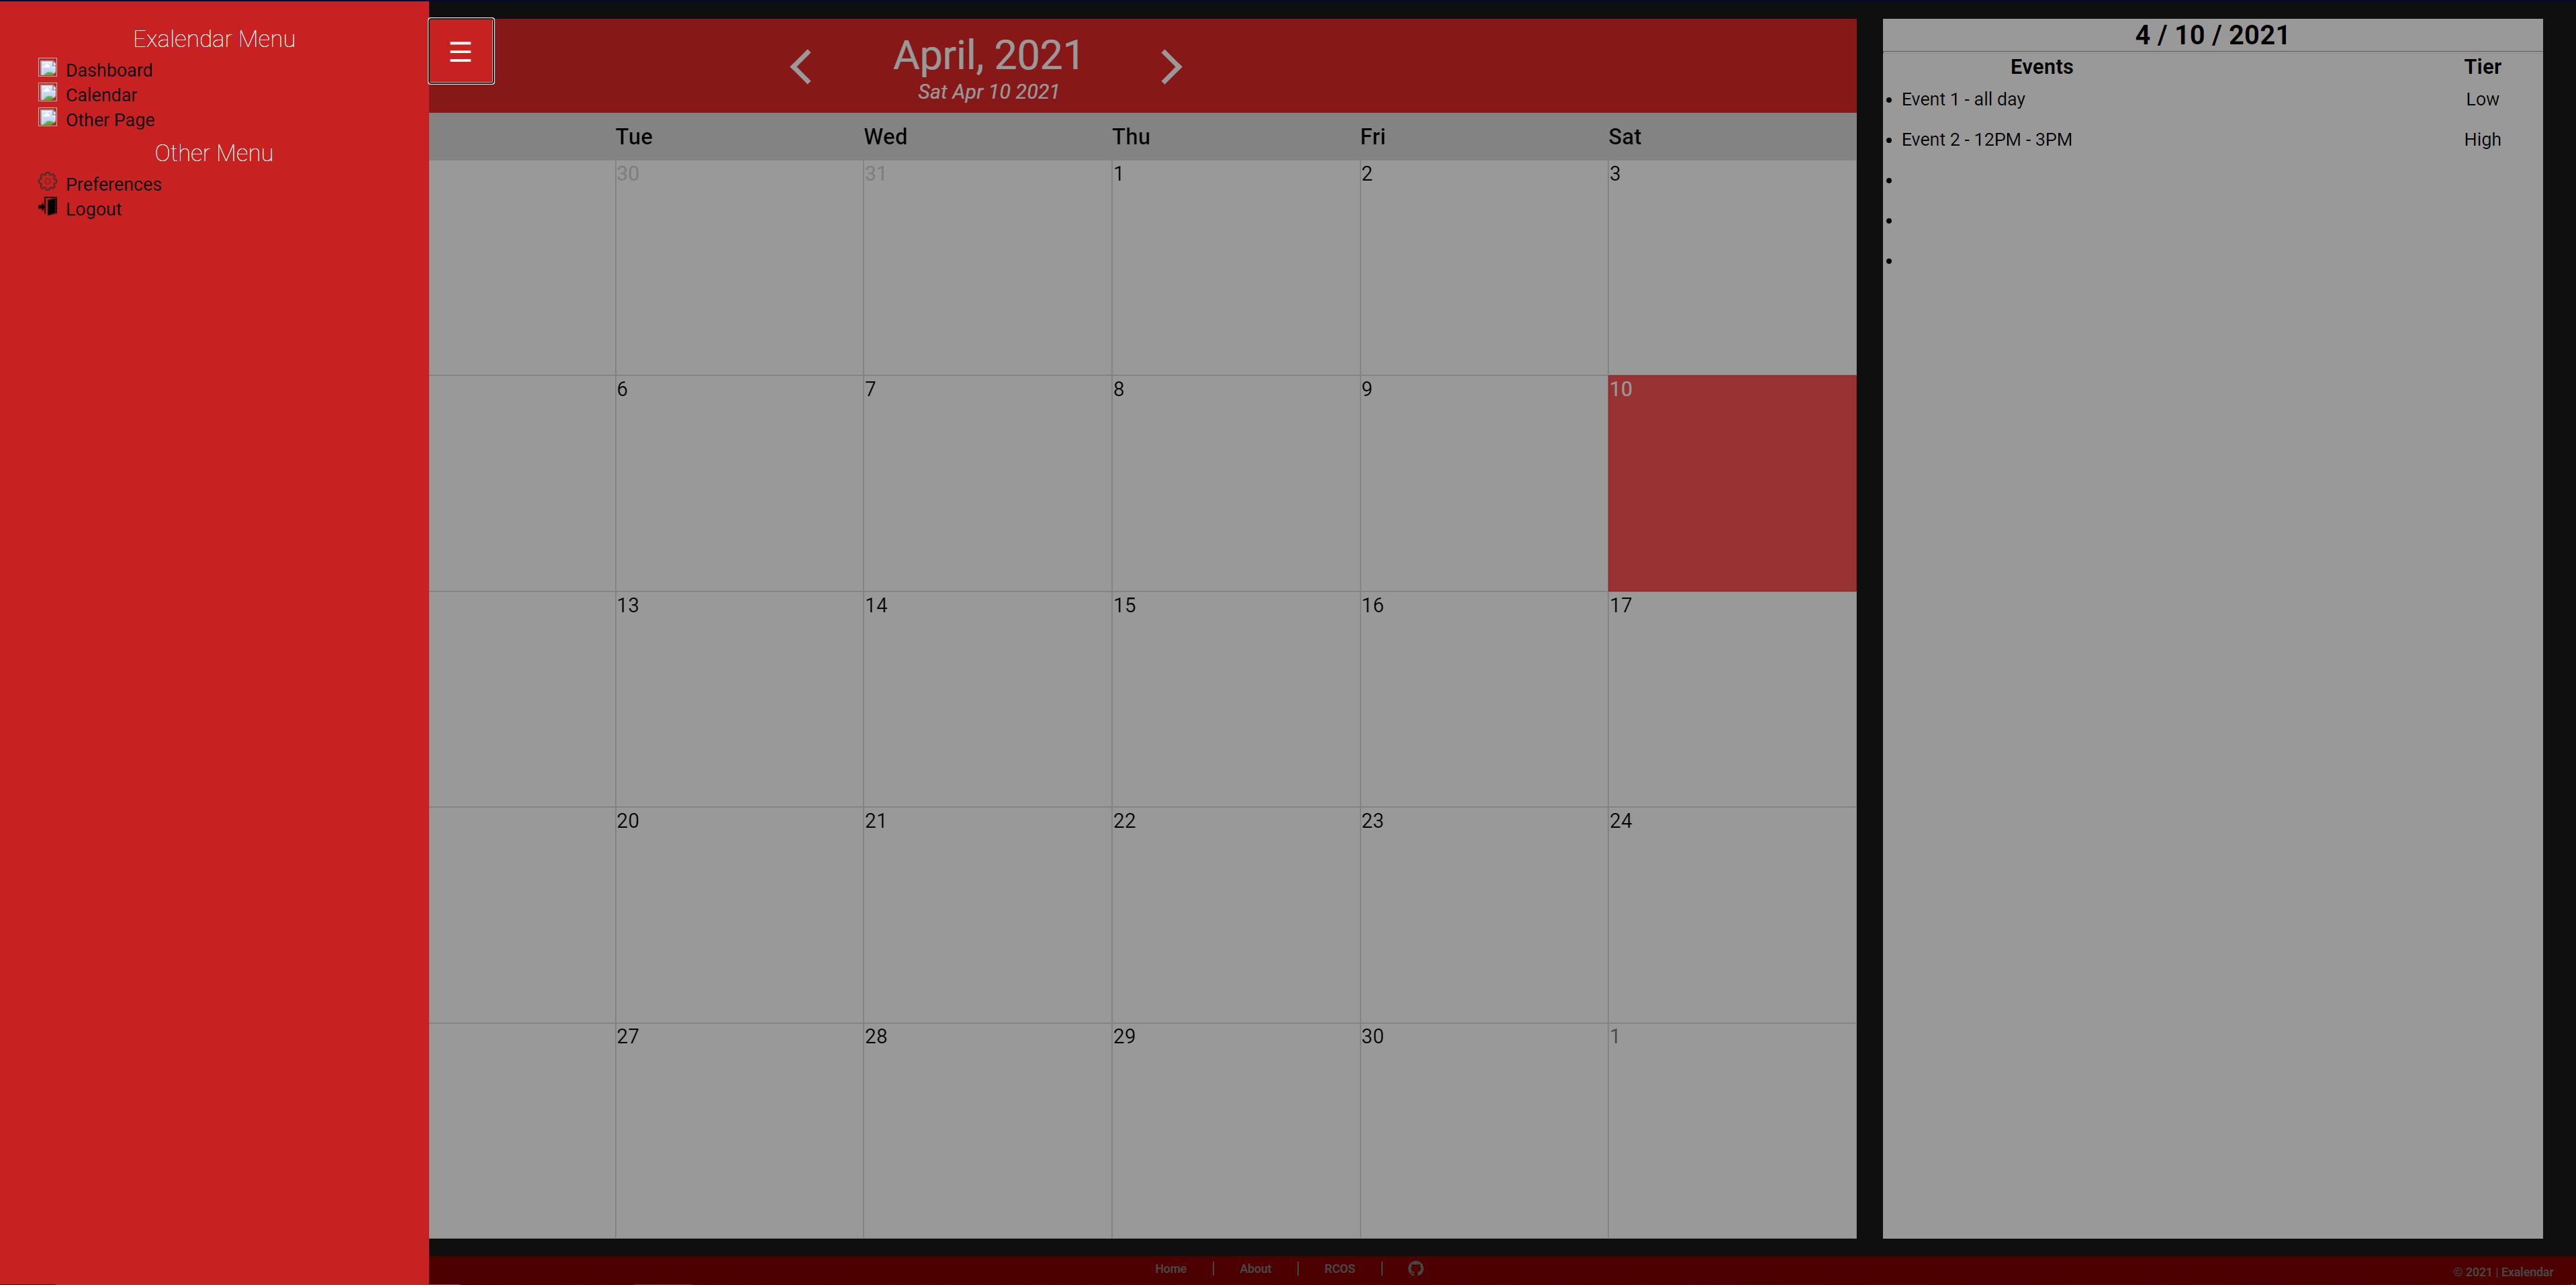 Exalendar Menu
Dashboard
Calendar
Other Page
Other Menu
Preferences
Logout
☰
April, 2021
Sat Apr 10 2021
Tue Wed Thu Fri Sat
30 31 1 2 3
6 7 8 9 10
13 14 15 16 17
20 21 22 23 24
27 28 29 30 1
4 / 10 / 2021
Events Tier
• Event 1 - all day Low
• Event 2 - 12PM - 3PM High
•
•
•
Home | About | RCOS |
© 2021 | Exalendar